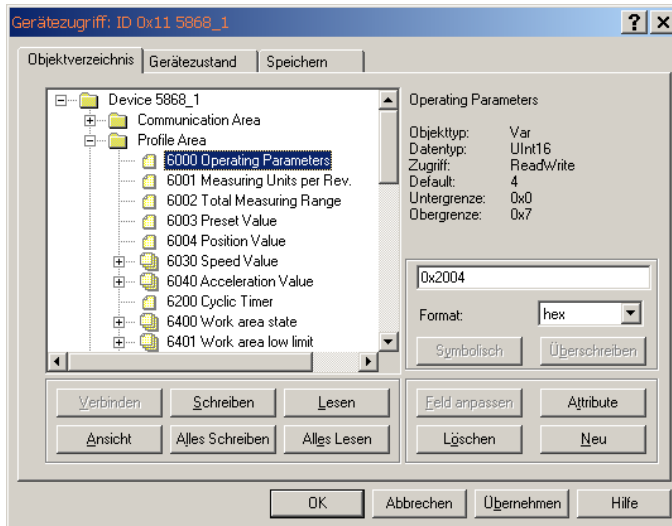 Gerätezugriff: ID 0x11 5868_1
Objektverzeichnis Gerätezustand Speichern
Device 5868_1
Communication Area
Profile Area
6000 Operating Parameters
6001 Measuring Units per Rev.
6002 Total Measuring Range
6003 Preset Value
6004 Position Value
6030 Speed Value
6040 Acceleration Value
6200 Cyclic Timer
6400 Work area state
6401 Work area low limit
Operating Parameters
Objekttyp: Var
Datentyp: UInt16
Zugriff: ReadWrite
Default: 4
Untergrenze: 0x0
Obergrenze: 0x7
0x2004
Format: hex
Symbolisch Überschreiben
Verbinden Schreiben Lesen
Ansicht Alles Schreiben Alles Lesen
Feld anpassen Attribute
Löschen Neu
OK Abbrechen Übernehmen Hilfe